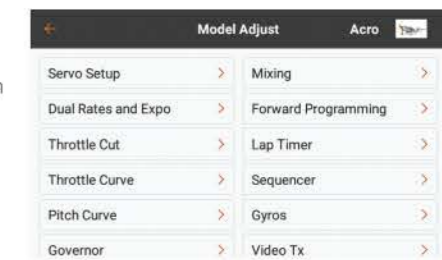 Model Adjust Acro
Servo Setup
Mixing
Dual Rates and Expo
Forward Programming
Throttle Cut
Lap Timer
Throttle Curve
Sequencer
Pitch Curve
Gyros
Governor
Video Tx